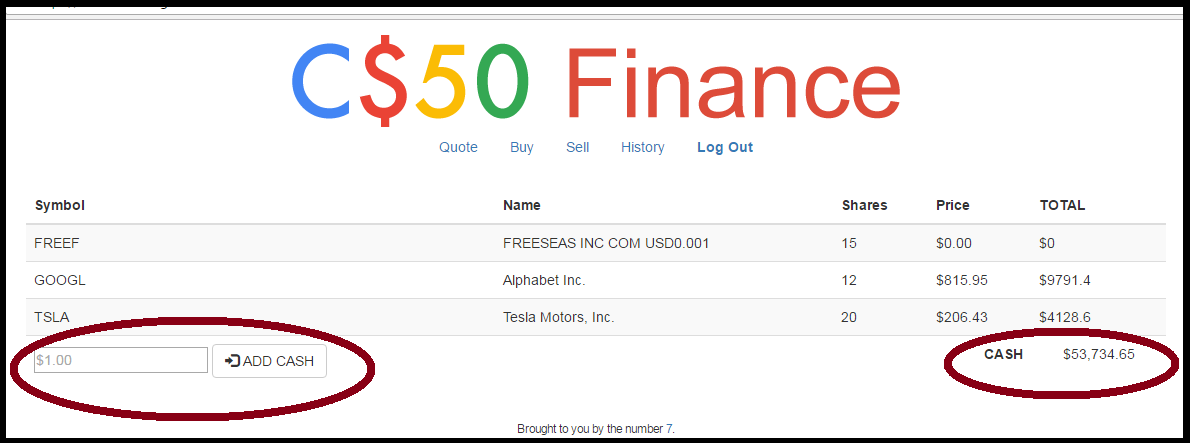 C$50 Finance
Quote Buy Sell History Log Out
Symbol Name Shares Price TOTAL
FREEF FREESEAS INC COM USD0.001 15 $0.00 $0
GOOGL Alphabet Inc. 12 $815.95 $9791.4
TSLA Tesla Motors, Inc. 20 $206.43 $4128.6
$1.00 ADD CASH CASH $53,734.65
Brought to you by the number 7.